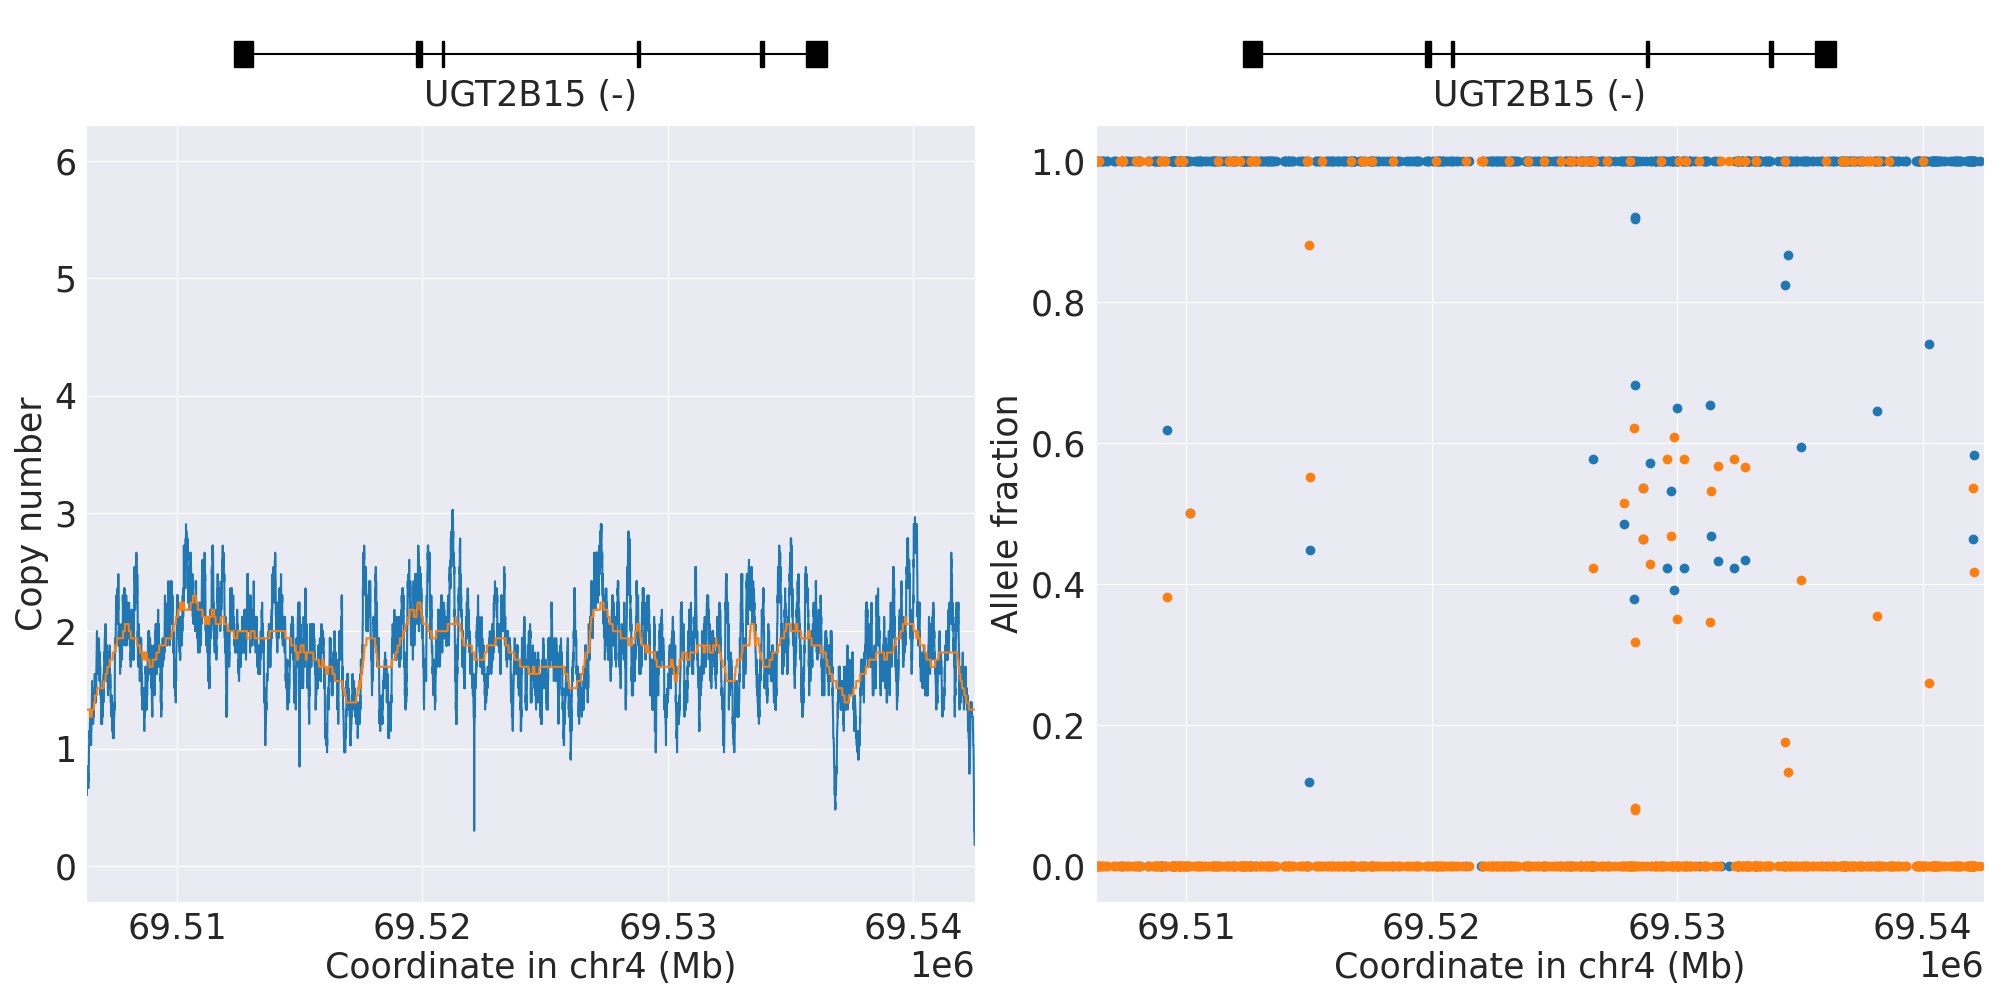 UGT2B15 (-)
6
5
4
3
2
1
0
Copy number
69.51 69.52 69.53 69.54
Coordinate in chr4 (Mb)
1e6
UGT2B15 (-)
1.0
0.8
0.6
0.4
0.2
0.0
Allele fraction
69.51 69.52 69.53 69.54
Coordinate in chr4 (Mb)
1e6